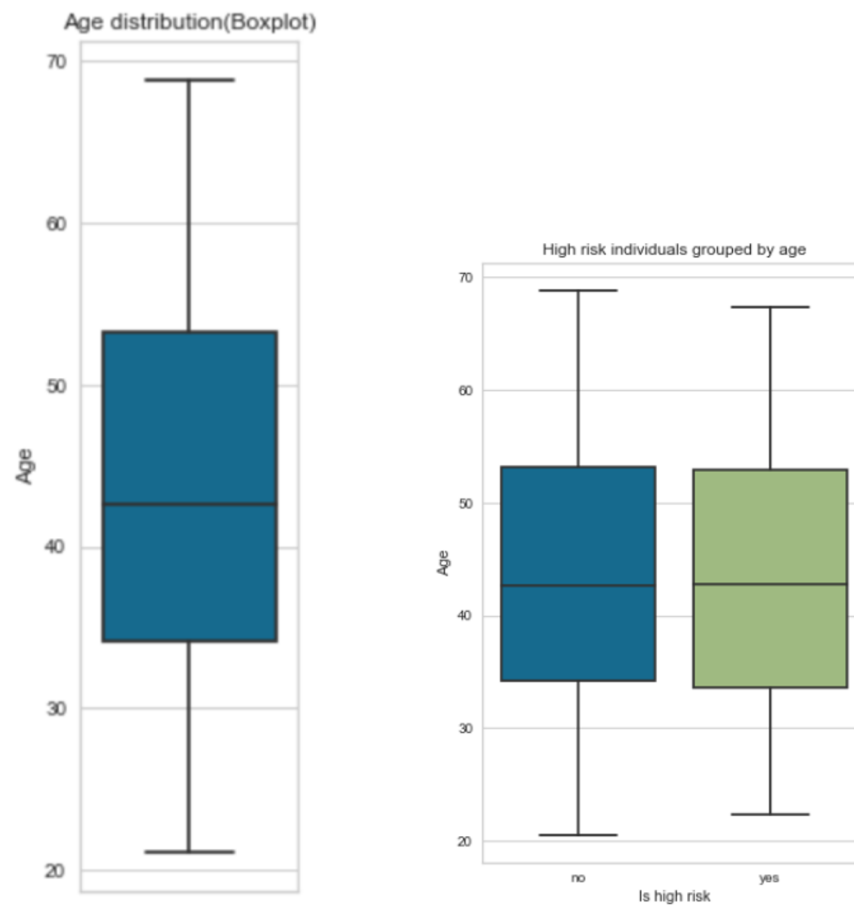 Age distribution(Boxplot)
70
60
50
40
30
20
Age
High risk individuals grouped by age
70
60
50
40
30
20
Age
no
yes
Is high risk